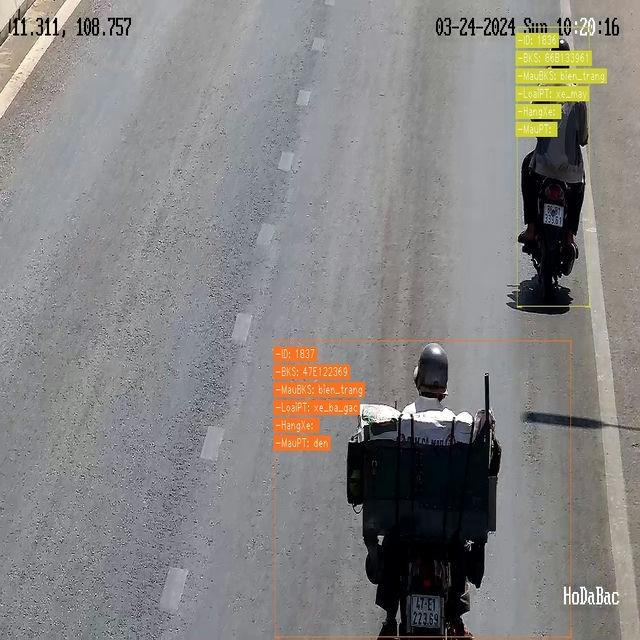 11.311, 108.757
03-24-2024 Sun 10:20:16
-ID: 1836
-BKS: 86B133961
-MauBKS: bien_trang
-LoaiPT: xe_may
-HangXe:
-MauPT:
-ID: 1837
-BKS: 47E122369
-MauBKS: bien_trang
-LoaiPT: xe_ba_gac
-HangXe:
-MauPT: den
47-E1
223.69
HoDaBac